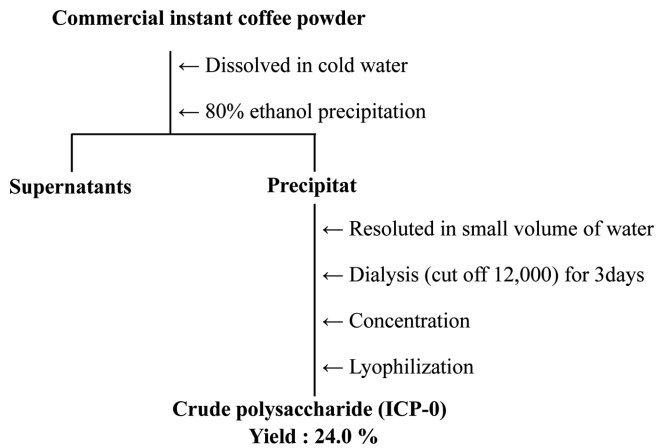 Commercial instant coffee powder
← Dissolved in cold water
← 80% ethanol precipitation
Supernatants
Precipitat
← Resoluted in small volume of water
← Dialysis (cut off 12,000) for 3days
← Concentration
← Lyophilization
Crude polysaccharide (ICP-0)
Yield : 24.0 %